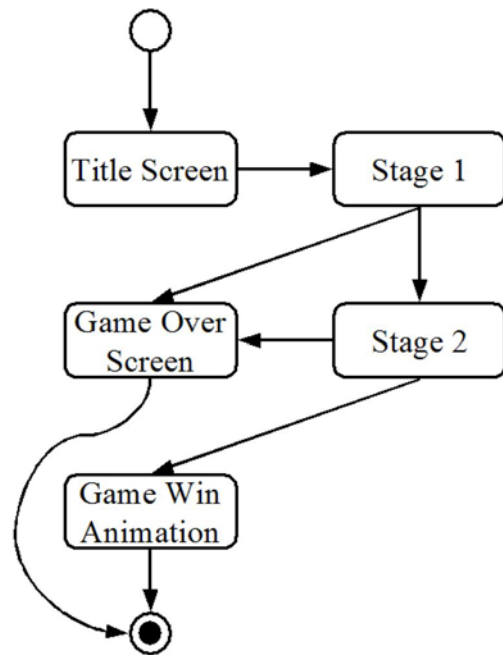 Title Screen
Stage 1
Game Over
Screen
Stage 2
Game Win
Animation